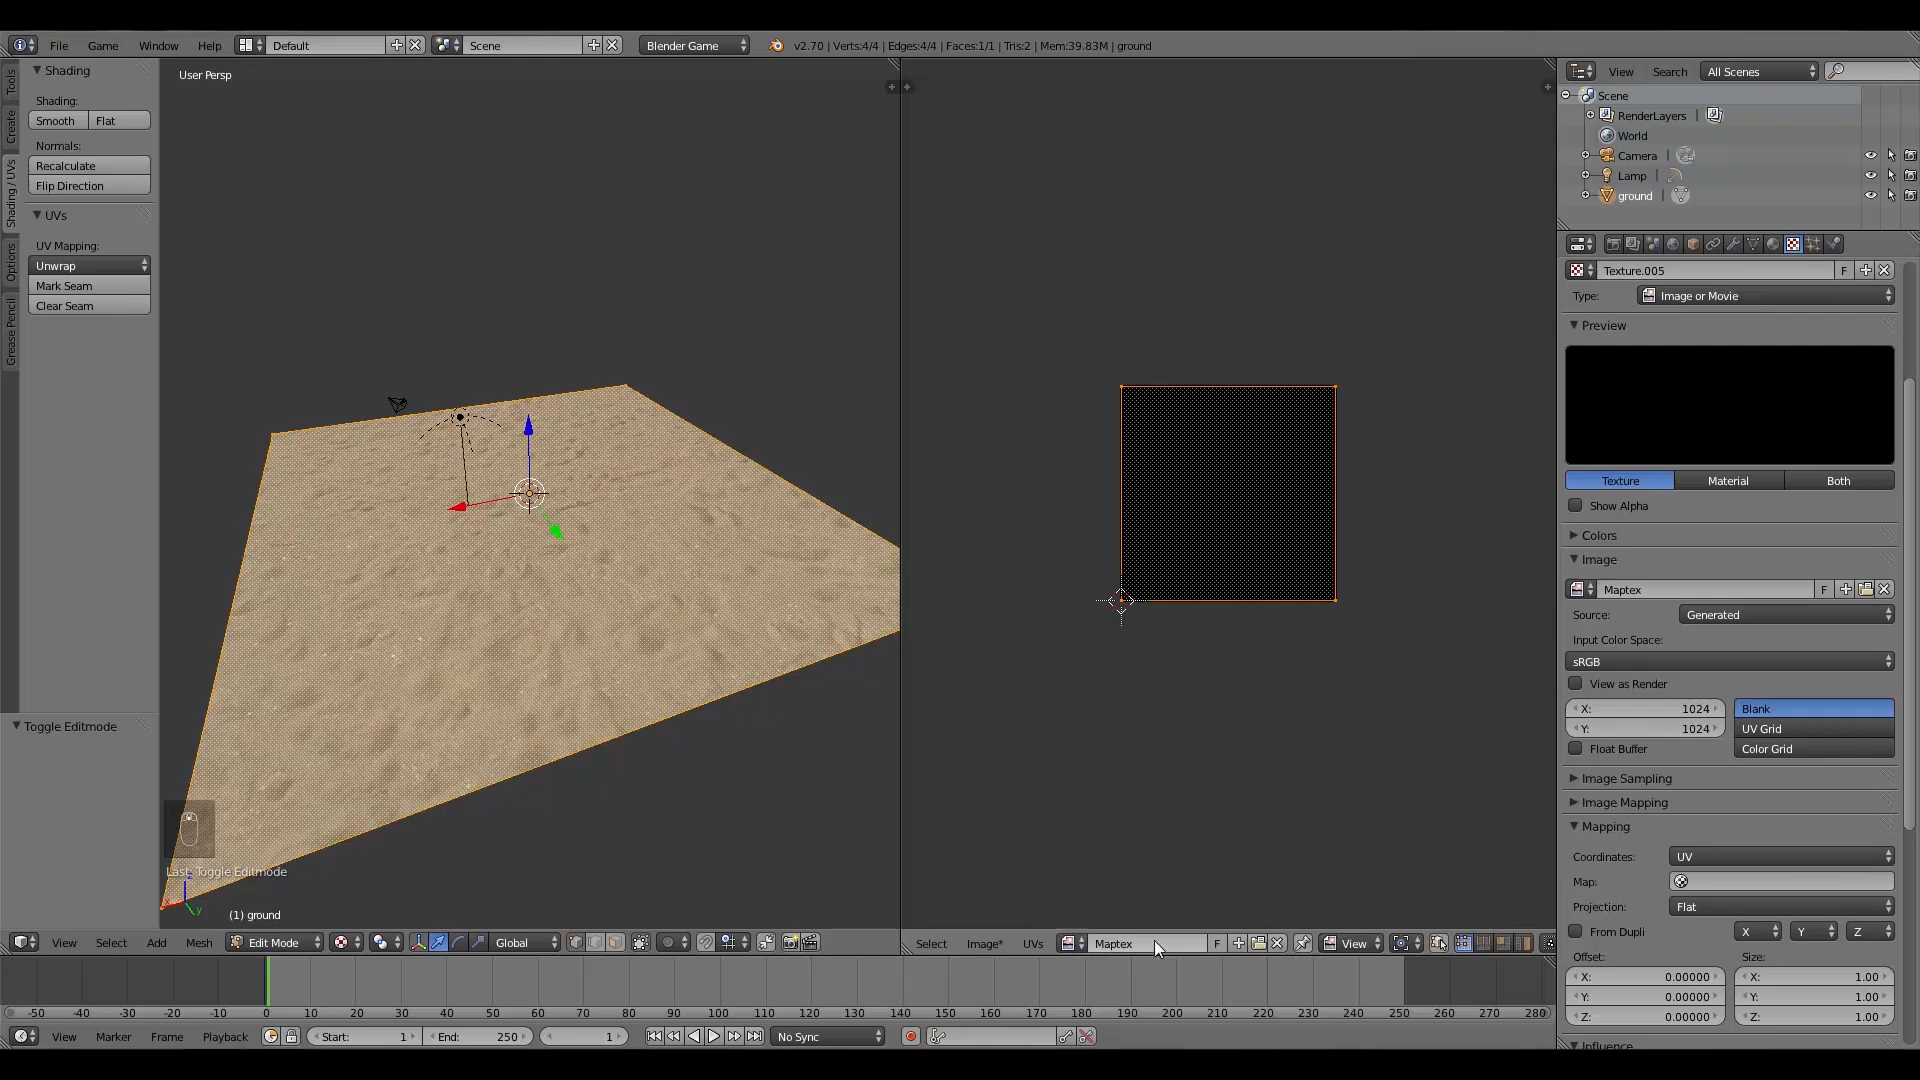 File Game Window Help Default Scene Blender Game v2.70 | Verts:4/4 | Edges:4/4 | Faces:1/1 | Tris:2 | Mem:39.83M | ground
Tools
Create
Shading / UVs
Options
Grease Pencil
Shading
Shading:
Smooth Flat
Normals:
Recalculate
Flip Direction
UVs
UV Mapping:
Unwrap
Mark Seam
Clear Seam
Toggle Editmode
User Persp
Last: Toggle Editmode
y
(1) ground
View Select Add Mesh Edit Mode Global
Select Image* UVs Maptex F View
-50 -40 -30 -20 -10 0 10 20 30 40 50 60 70 80 90 100 110 120 130 140 150 160 170 180 190 200 210 220 230 240 250 260 270 280
View Marker Frame Playback Start: 1 End: 250 1 No Sync
View Search All Scenes
Scene
RenderLayers |
World
Camera |
Lamp |
ground |
Texture.005 F
Type: Image or Movie
Preview
Texture Material Both
Show Alpha
Colors
Image
Maptex F
Source: Generated
Input Color Space:
sRGB
View as Render
X: 1024 Blank
Y: 1024 UV Grid
Float Buffer Color Grid
Image Sampling
Image Mapping
Mapping
Coordinates: UV
Map:
Projection: Flat
From Dupli X Y Z
Offset: Size:
X: 0.00000 X: 1.00
Y: 0.00000 Y: 1.00
Z: 0.00000 Z: 1.00
Influence